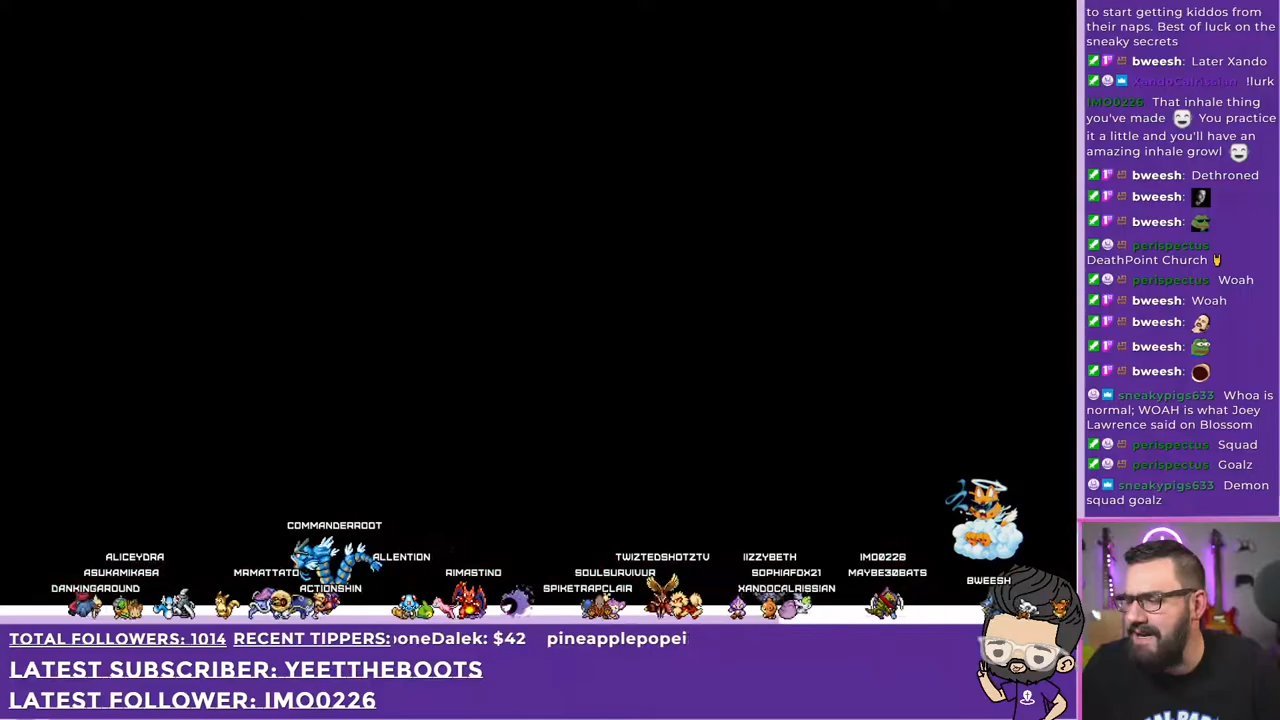 to start getting kiddos from
their naps. Best of luck on the
sneaky secrets
bweesh: Later Xando
XandoCalrissian !lurk
IMO0226 That inhale thing
you've made You practice
it a little and you'll have an
amazing inhale growl
bweesh: Dethroned
bweesh:
bweesh:
perispectus
DeathPoint Church
perispectus Woah
bweesh: Woah
bweesh:
bweesh:
bweesh:
sneakypigs633 Whoa is
normal; WOAH is what Joey
Lawrence said on Blossom
perispectus Squad
perispectus Goalz
sneakypigs633 Demon
squad goalz
COMMANDERROOT
ALICEYDRA ALLENTION TWIZTEDSHOTZTV IIZZYBETH IMO0226
ASUKAMIKASA MRMATTATO RIMASTINO SOULSURVIVUR SOPHIAFOX21 MAYBE30BATS
DANKINGAROUND ACTIONSHIN SPIKETRAPCLAIR XANDOCALRISSIAN BWEESH
TOTAL FOLLOWERS: 1014 RECENT TIPPERS: oneDalek: $42 pineapplepopei
LATEST SUBSCRIBER: YEETTHEBOOTS
LATEST FOLLOWER: IMO0226